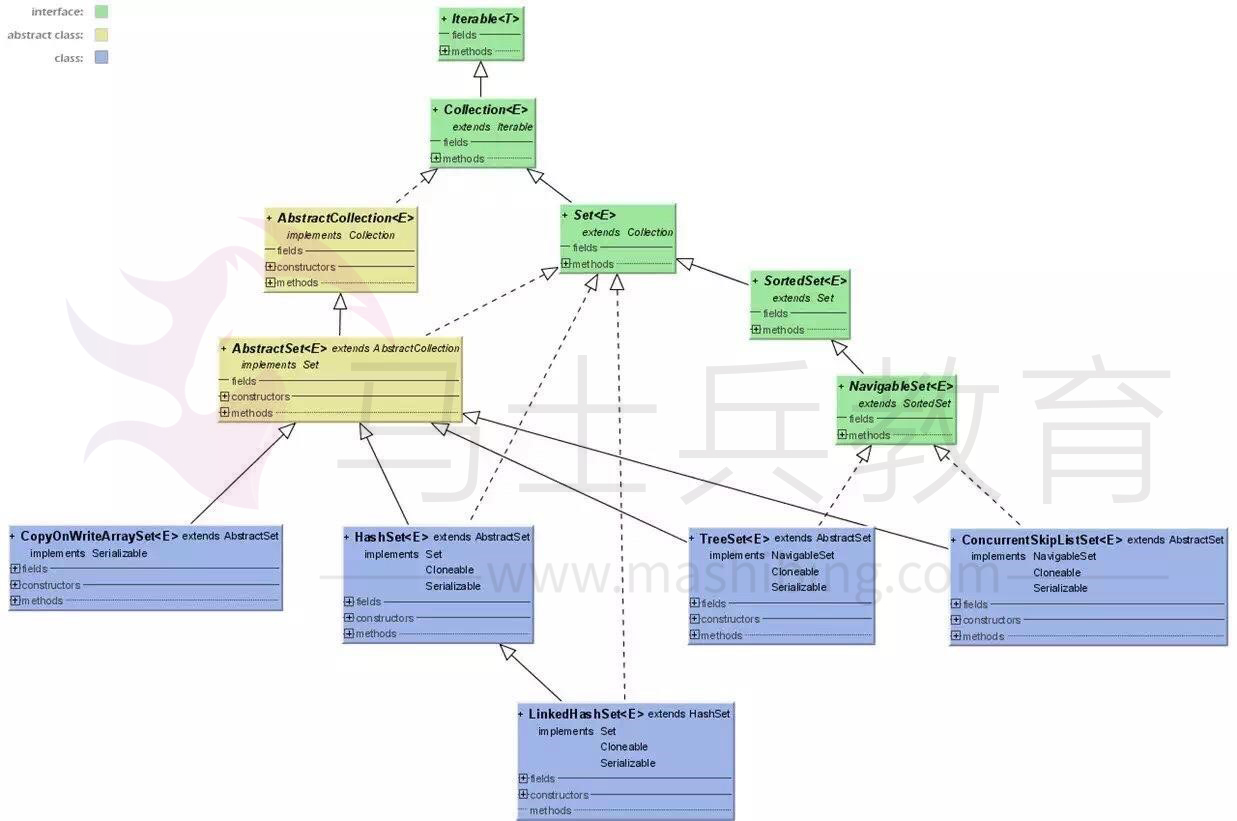 interface:
abstract class:
class:
+ Iterable<T>
fields
methods
+ Collection<E>
extends Iterable
fields
methods
+ AbstractCollection<E>
implements Collection
fields
constructors
methods
+ Set<E>
extends Collection
fields
methods
+ SortedSet<E>
extends Set
fields
methods
+ AbstractSet<E> extends AbstractCollection
implements Set
fields
constructors
methods
+ NavigableSet<E>
extends SortedSet
fields
methods
马士兵教育
+ CopyOnWriteArraySet<E> extends AbstractSet
implements Serializable
fields
constructors
methods
+ HashSet<E> extends AbstractSet
implements Set
Cloneable
Serializable
fields
constructors
methods
+ TreeSet<E> extends AbstractSet
implements NavigableSet
Cloneable
Serializable
fields
constructors
methods
+ ConcurrentSkipListSet<E> extends AbstractSet
implements NavigableSet
Cloneable
Serializable
fields
constructors
methods
www.mashibing.com
+ LinkedHashSet<E> extends HashSet
implements Set
Cloneable
Serializable
fields
constructors
methods